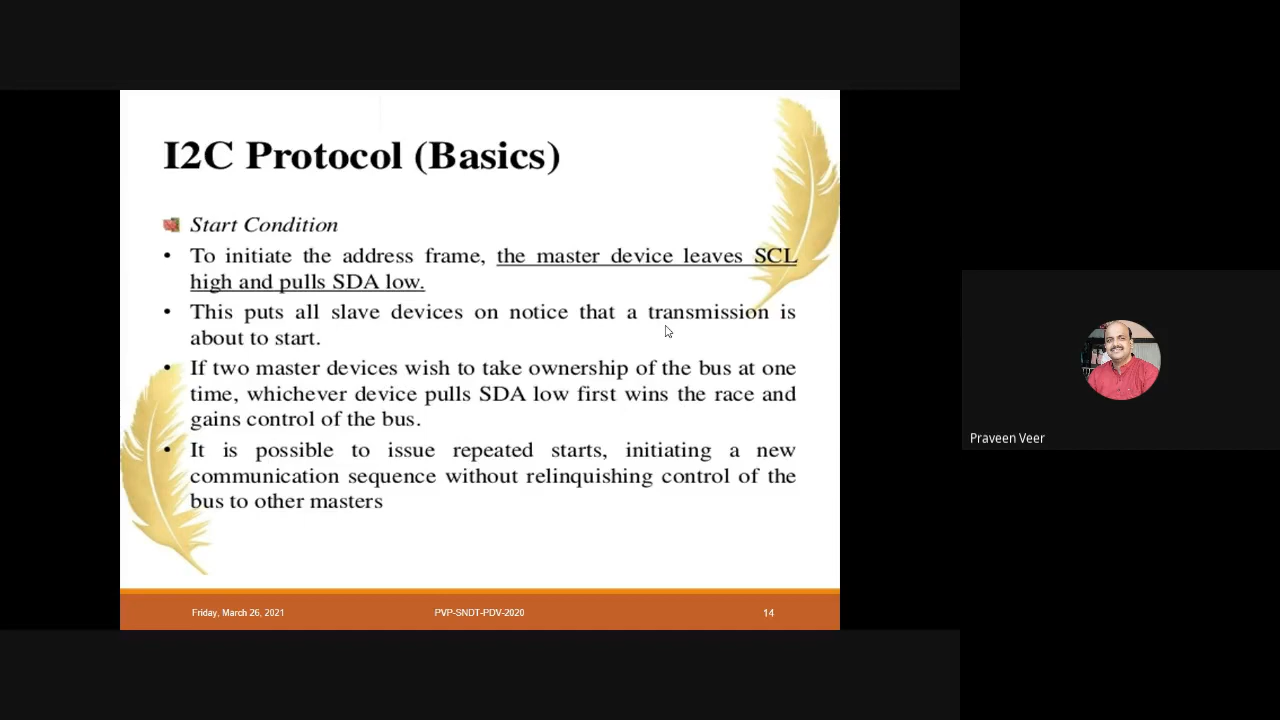 I2C Protocol (Basics)
Start Condition
• To initiate the address frame, the master device leaves SCL
high and pulls SDA low.
• This puts all slave devices on notice that a transmission is
about to start.
• If two master devices wish to take ownership of the bus at one
time, whichever device pulls SDA low first wins the race and
gains control of the bus.
• It is possible to issue repeated starts, initiating a new
communication sequence without relinquishing control of the
bus to other masters
Friday, March 26, 2021
PVP-SNDT-PDV-2020
14
Praveen Veer